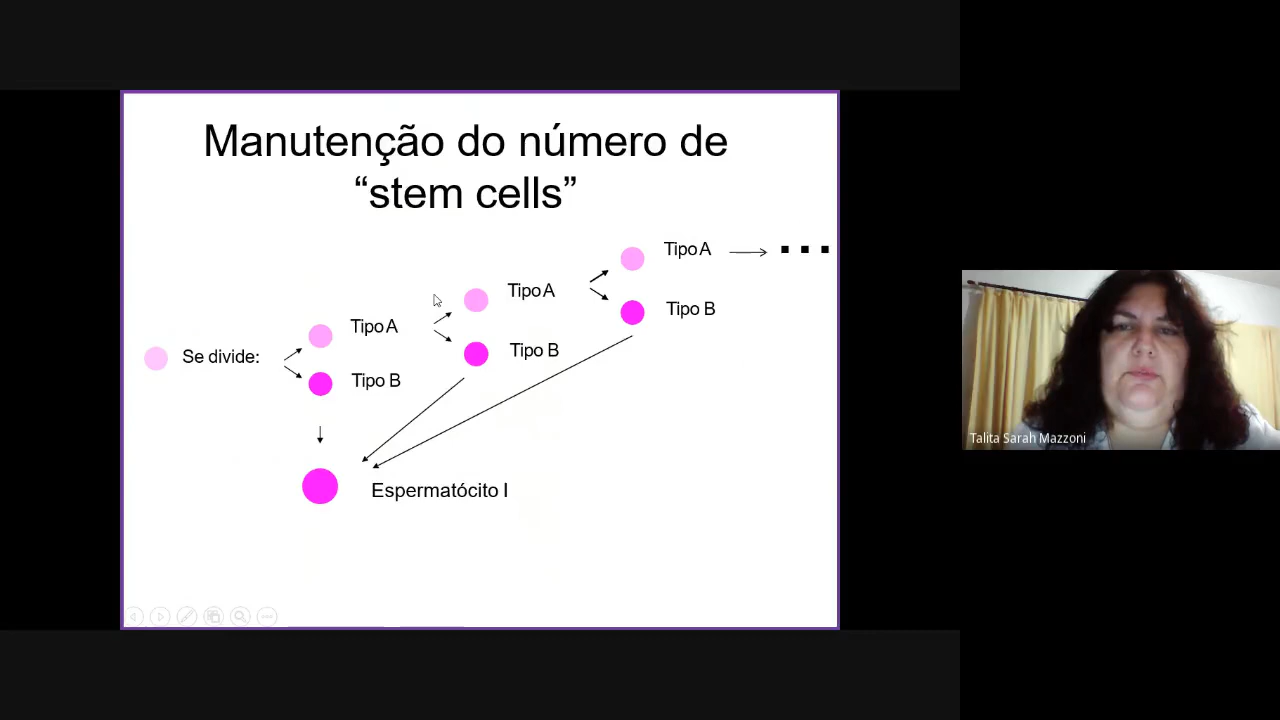 Manutenção do número de
“stem cells”
Tipo A
Tipo A
Tipo B
Tipo A
Se divide:
Tipo B
Tipo B
Espermatócito I
Talita Sarah Mazzoni